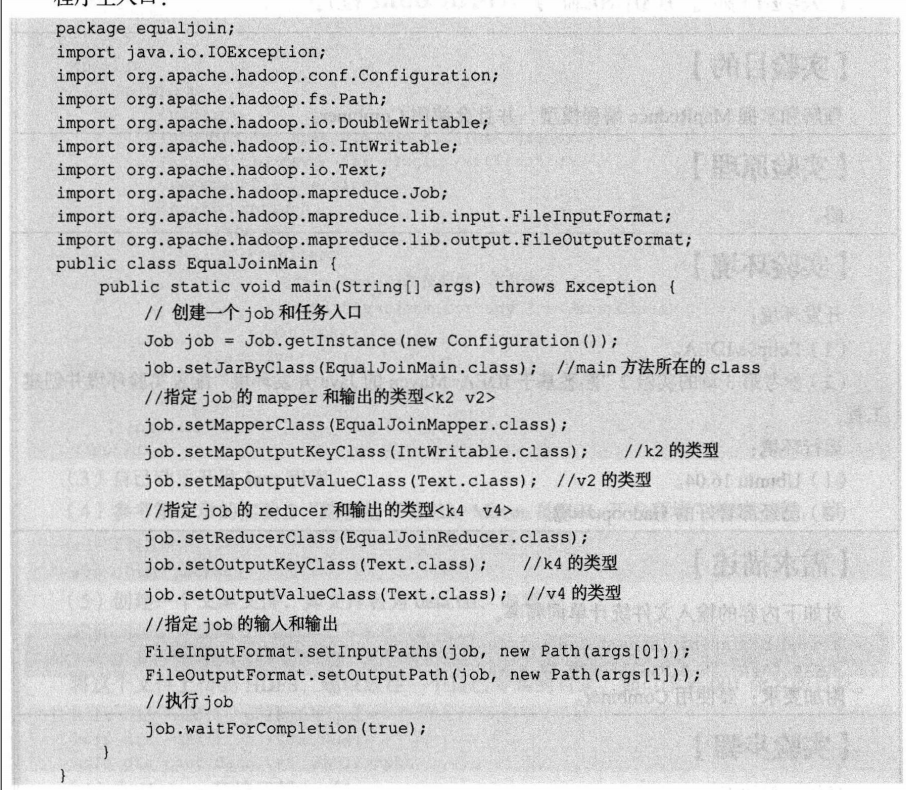 程序主入口：
package equaljoin;
import java.io.IOException;
import org.apache.hadoop.conf.Configuration;
import org.apache.hadoop.fs.Path;
import org.apache.hadoop.io.DoubleWritable;
import org.apache.hadoop.io.IntWritable;
import org.apache.hadoop.io.Text;
import org.apache.hadoop.mapreduce.Job;
import org.apache.hadoop.mapreduce.lib.input.FileInputFormat;
import org.apache.hadoop.mapreduce.lib.output.FileOutputFormat;
public class EqualJoinMain {
public static void main(String[] args) throws Exception {
// 创建一个 job 和任务入口
Job job = Job.getInstance(new Configuration());
job.setJarByClass(EqualJoinMain.class); //main 方法所在的 class
//指定 job 的 mapper 和输出的类型<k2 v2>
job.setMapperClass(EqualJoinMapper.class);
job.setMapOutputKeyClass(IntWritable.class); //k2 的类型
job.setMapOutputValueClass(Text.class); //v2 的类型
//指定 job 的 reducer 和输出的类型<k4 v4>
job.setReducerClass(EqualJoinReducer.class);
job.setOutputKeyClass(Text.class); //k4 的类型
job.setOutputValueClass(Text.class); //v4 的类型
//指定 job 的输入和输出
FileInputFormat.setInputPaths(job, new Path(args[0]));
FileOutputFormat.setOutputPath(job, new Path(args[1]));
//执行 job
job.waitForCompletion(true);
}
}